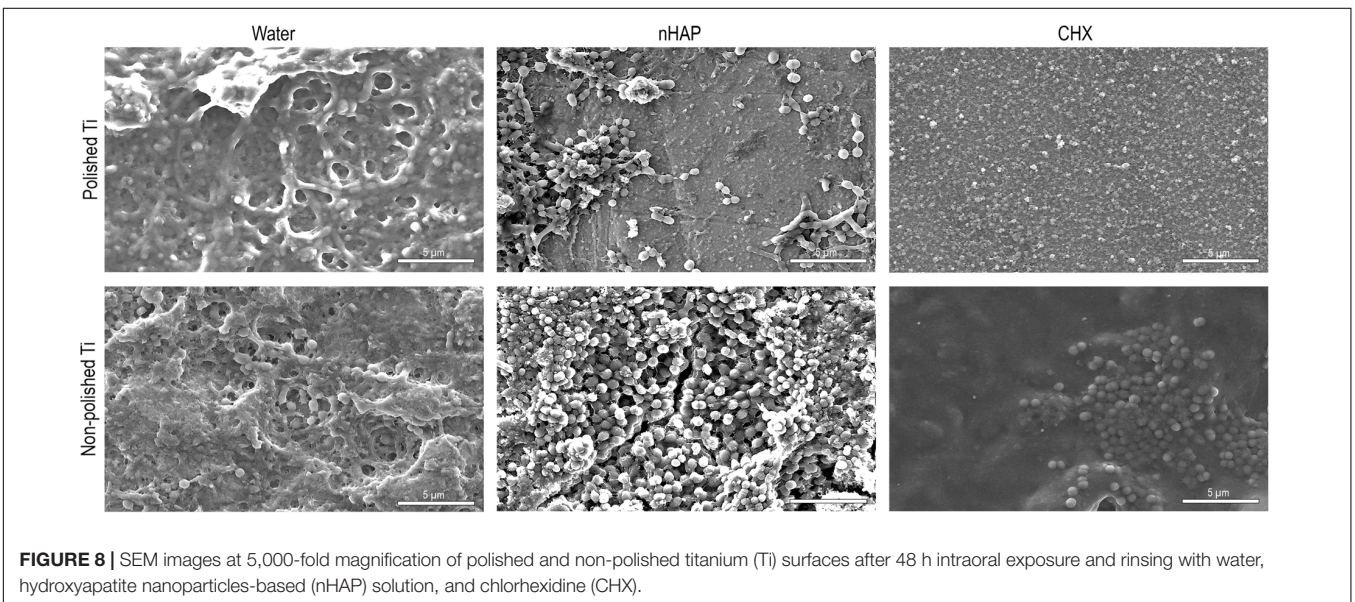 Water
nHAP
CHX
Polished Ti
5 µm
5 µm
5 µm
Non-polished Ti
5 µm
5 µm
5 µm
FIGURE 8 | SEM images at 5,000-fold magnification of polished and non-polished titanium (Ti) surfaces after 48 h intraoral exposure and rinsing with water,
hydroxyapatite nanoparticles-based (nHAP) solution, and chlorhexidine (CHX).